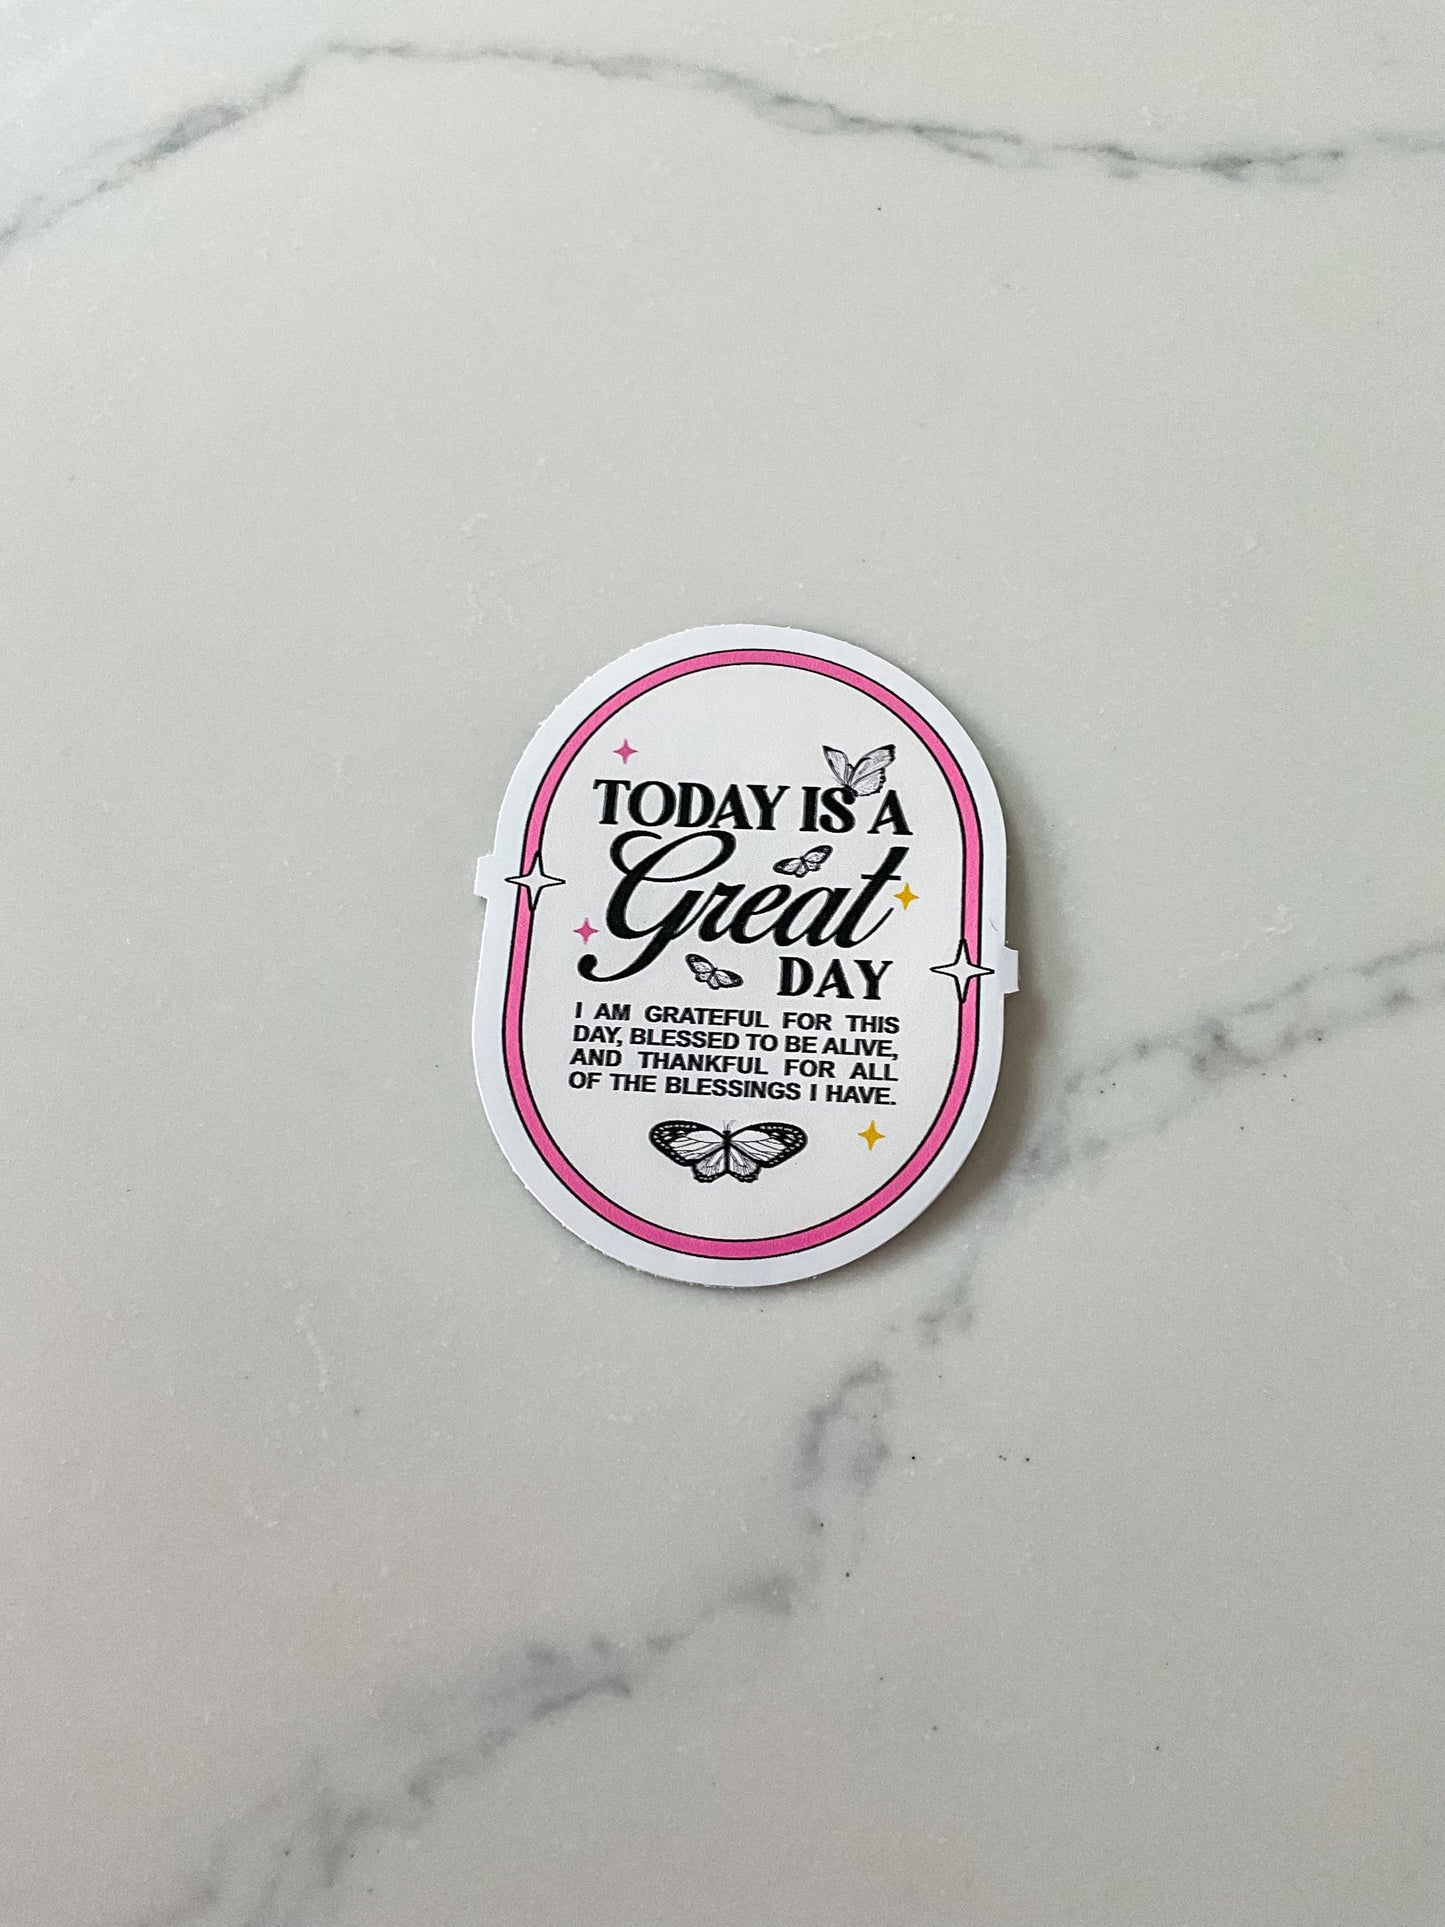 TODAY IS A
Great
DAY
I AM GRATEFUL FOR THIS
DAY, BLESSED TO BE ALIVE,
AND THANKFUL FOR ALL
OF THE BLESSINGS I HAVE.